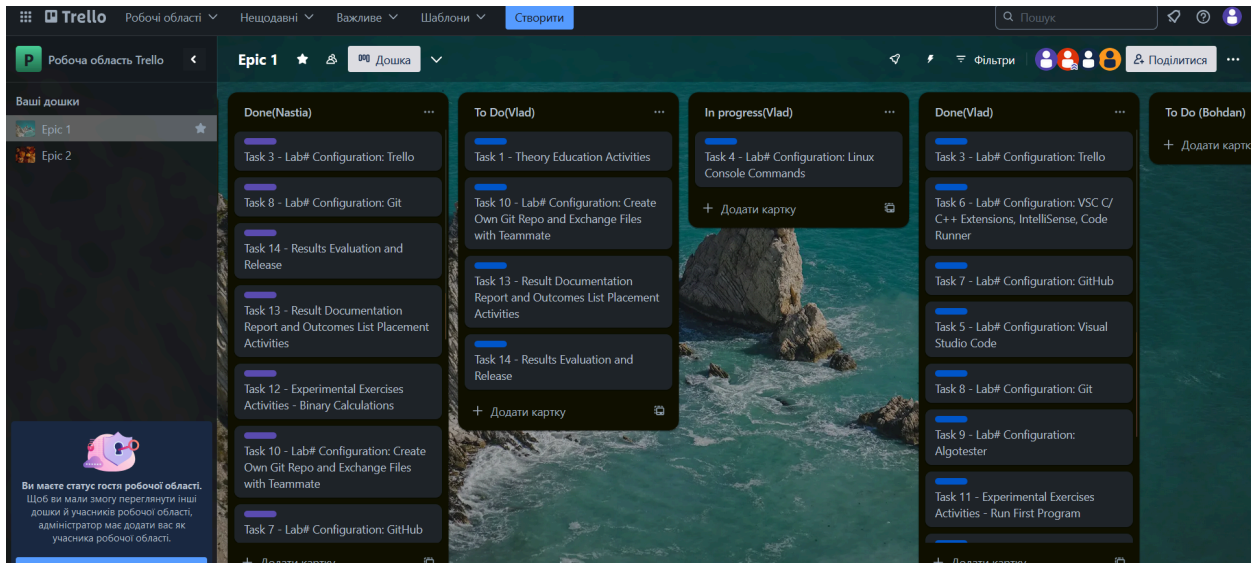 Trello
Робочі області
Нещодавні
Важливе
Шаблони
Створити
Пошук
P
Робоча область Trello
Epic 1
Дошка
Фільтри
Поділитися
Ваші дошки
Epic 1
Epic 2
Ви маєте статус гостя робочої області.
Щоб ви мали змогу переглянути інші
дошки й учасників робочої області,
адміністратор має додати вас як
учасника робочої області.
Done(Nastia)
Task 3 - Lab# Configuration: Trello
Task 8 - Lab# Configuration: Git
Task 14 - Results Evaluation and
Release
Task 13 - Result Documentation
Report and Outcomes List Placement
Activities
Task 12 - Experimental Exercises
Activities - Binary Calculations
Task 10 - Lab# Configuration: Create
Own Git Repo and Exchange Files
with Teammate
Task 7 - Lab# Configuration: GitHub
+ Додати картку
To Do(Vlad)
Task 1 - Theory Education Activities
Task 10 - Lab# Configuration: Create
Own Git Repo and Exchange Files
with Teammate
Task 13 - Result Documentation
Report and Outcomes List Placement
Activities
Task 14 - Results Evaluation and
Release
+ Додати картку
In progress(Vlad)
Task 4 - Lab# Configuration: Linux
Console Commands
+ Додати картку
Done(Vlad)
Task 3 - Lab# Configuration: Trello
Task 6 - Lab# Configuration: VSC C/
C++ Extensions, IntelliSense, Code
Runner
Task 7 - Lab# Configuration: GitHub
Task 5 - Lab# Configuration: Visual
Studio Code
Task 8 - Lab# Configuration: Git
Task 9 - Lab# Configuration:
Algotester
Task 11 - Experimental Exercises
Activities - Run First Program
+ Додати картку
To Do (Bohdan)
+ Додати картк